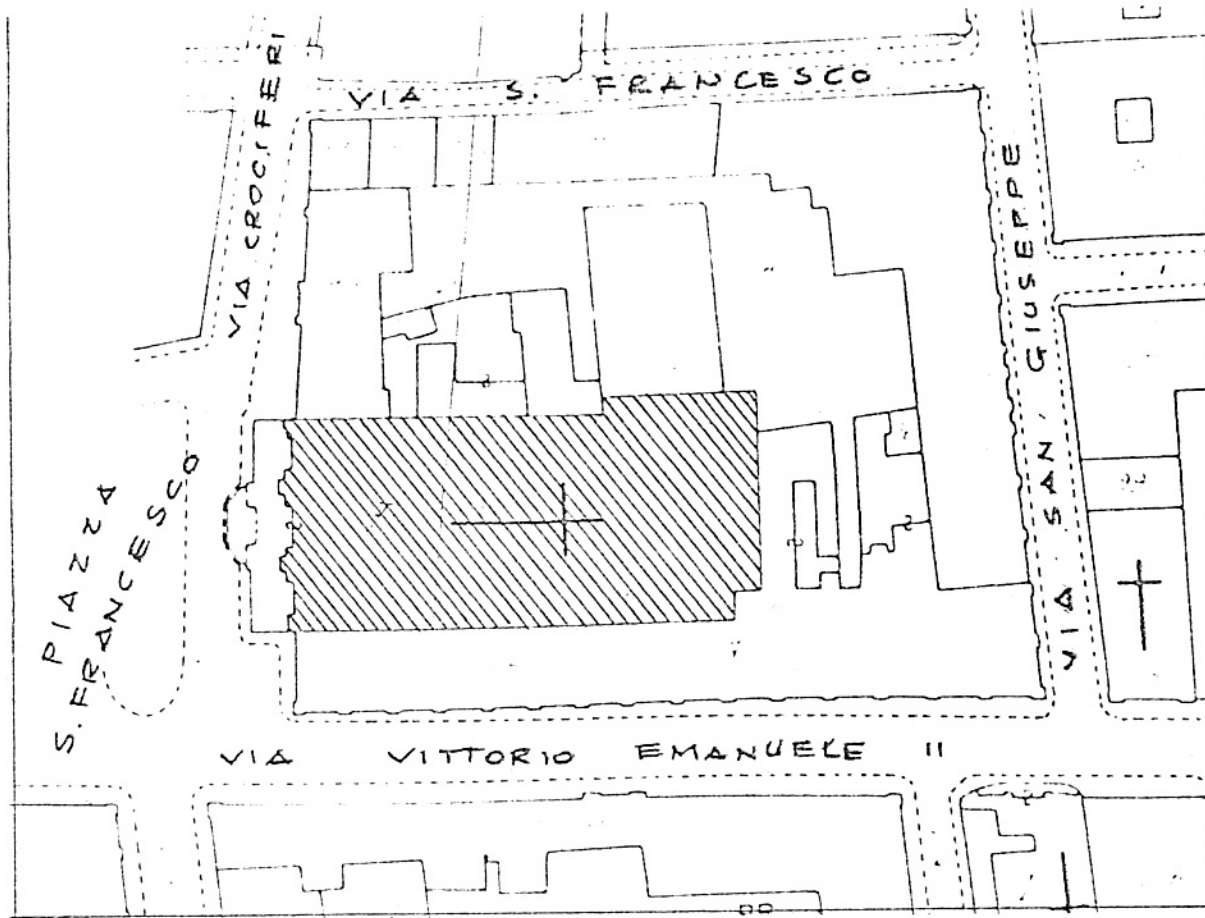 VIA S. FRANCESCO
VIA CROCIFERI
VIA SAN GIUSEPPE
PIAZZA
S. FRANCESCO
VIA VITTORIO EMANUELE II